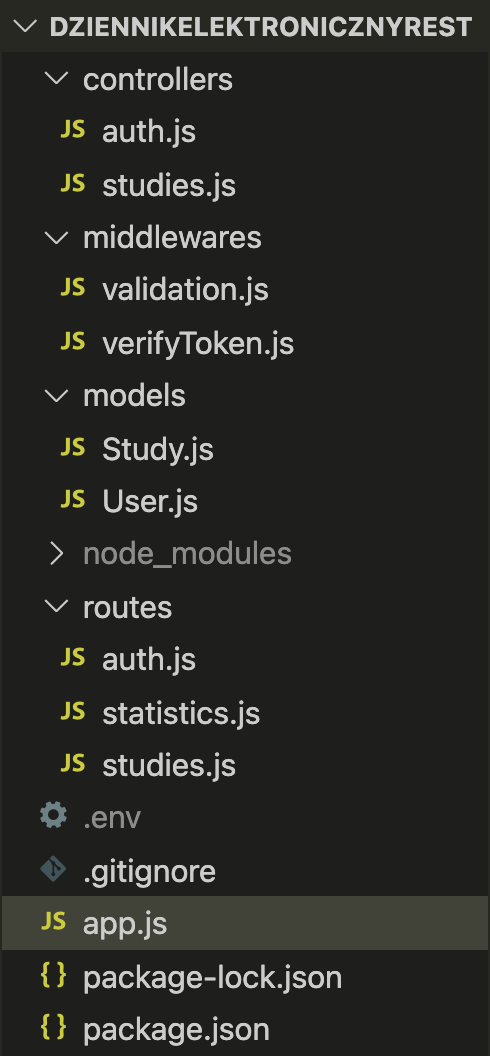 DZIENNIKELEKTRONICZNYREST
controllers
JS auth.js
JS studies.js
middlewares
JS validation.js
JS verifyToken.js
models
JS Study.js
JS User.js
node_modules
routes
JS auth.js
JS statistics.js
JS studies.js
.env
.gitignore
JS app.js
{} package-lock.json
{} package.json